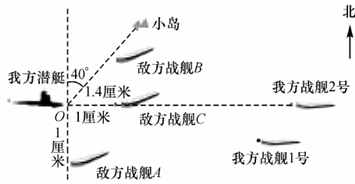 小岛
北
敌方战舰B
我方潜艇
40°
1.4厘米
我方战舰2号
O
1厘米
敌方战舰C
1厘米
我方战舰1号
敌方战舰A